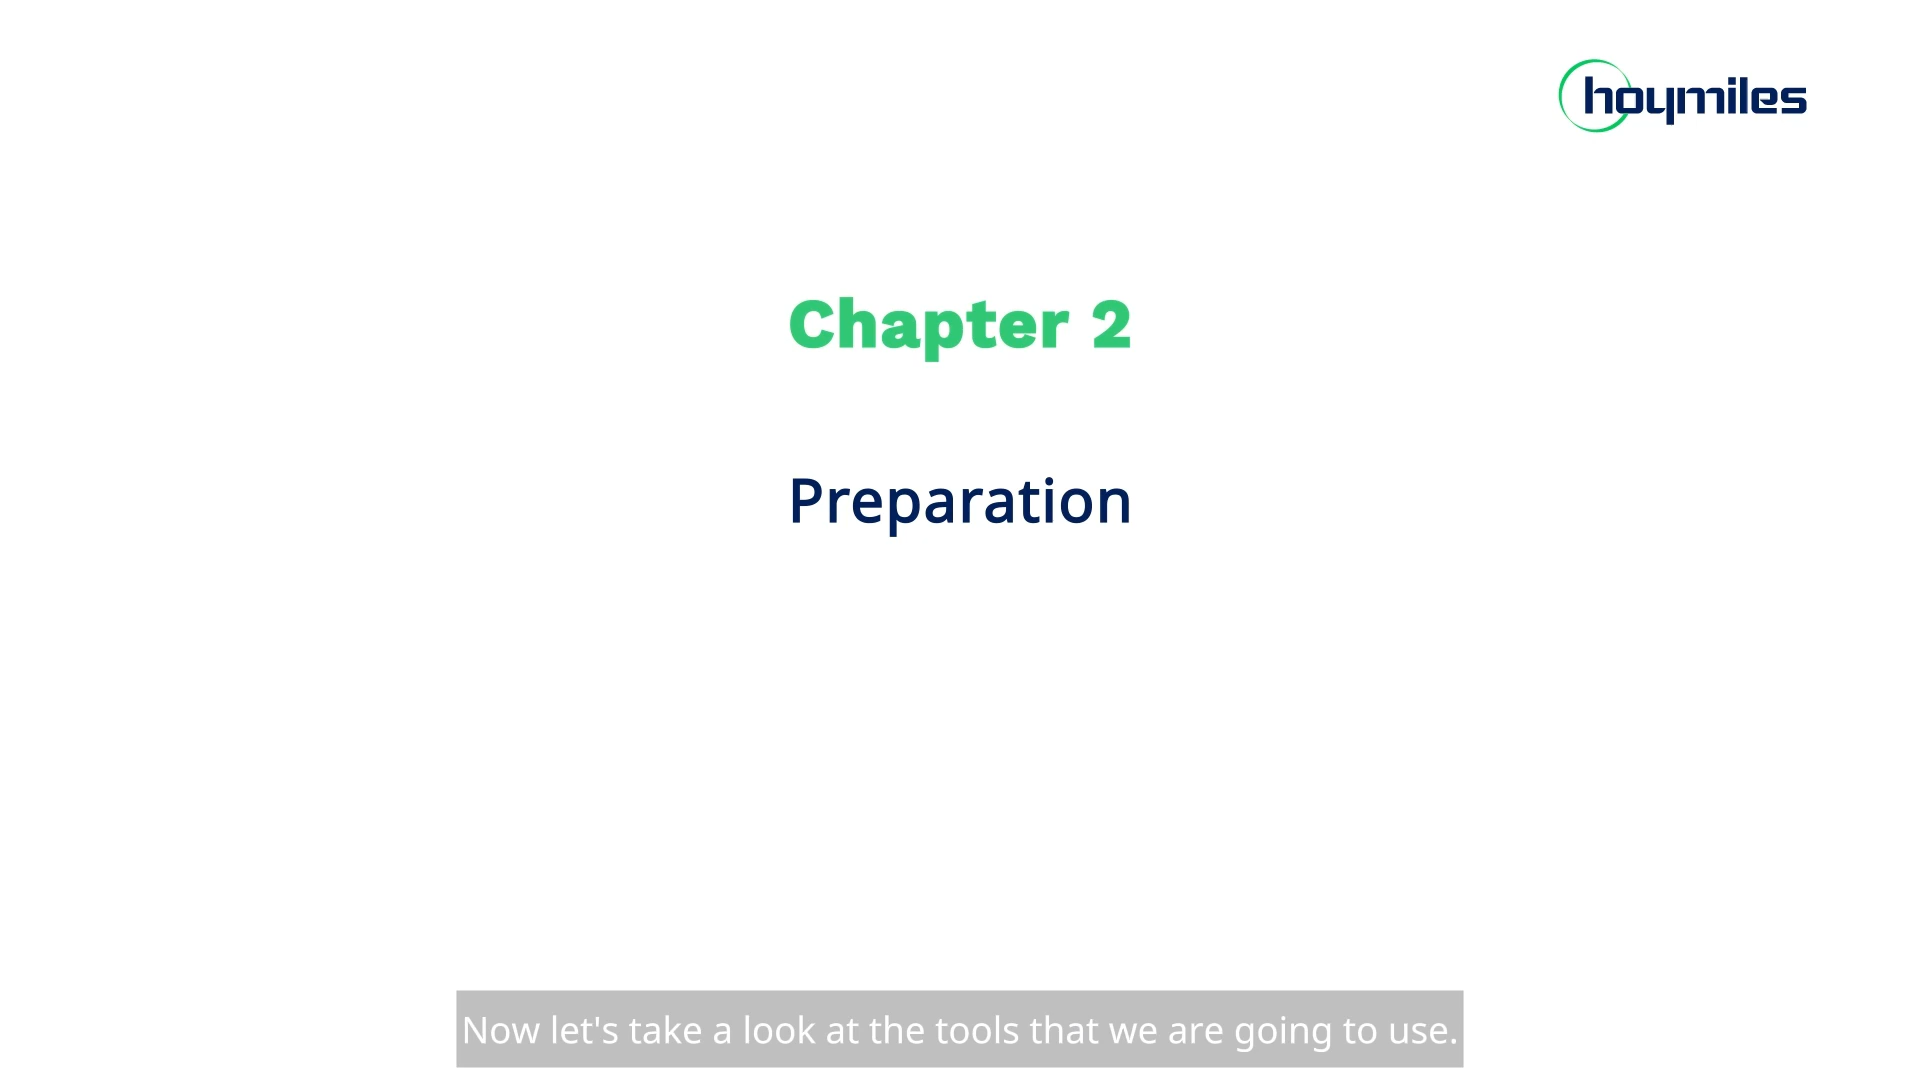 hoymiles
Chapter 2
Preparation
Now let's take a look at the tools that we are going to use.